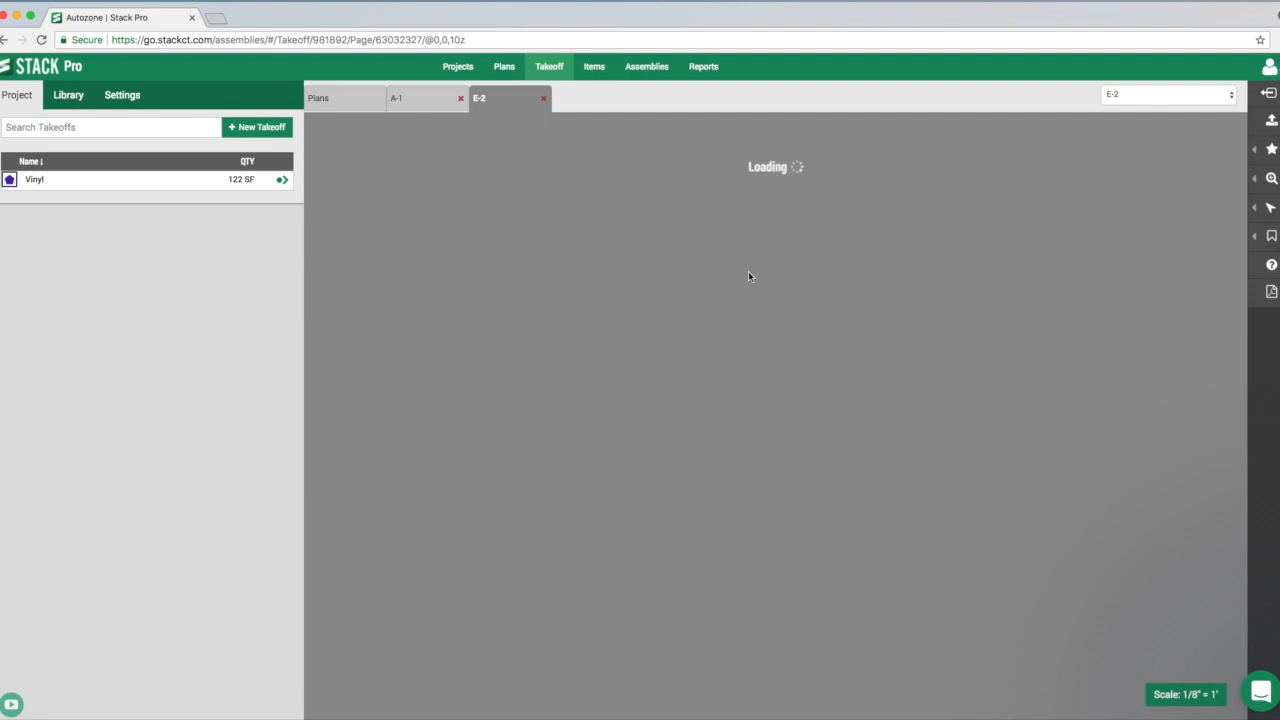 Autozone | Stack Pro
Secure https://go.stackct.com/assemblies/#/Takeoff/981892/Page/63032327/@0,0,10z
STACK Pro
Projects Plans Takeoff Items Assemblies Reports
Project Library Settings
Plans A-1 E-2
E-2
Search Takeoffs + New Takeoff
Name QTY
Vinyl 122 SF
Loading
Scale: 1/8" = 1'